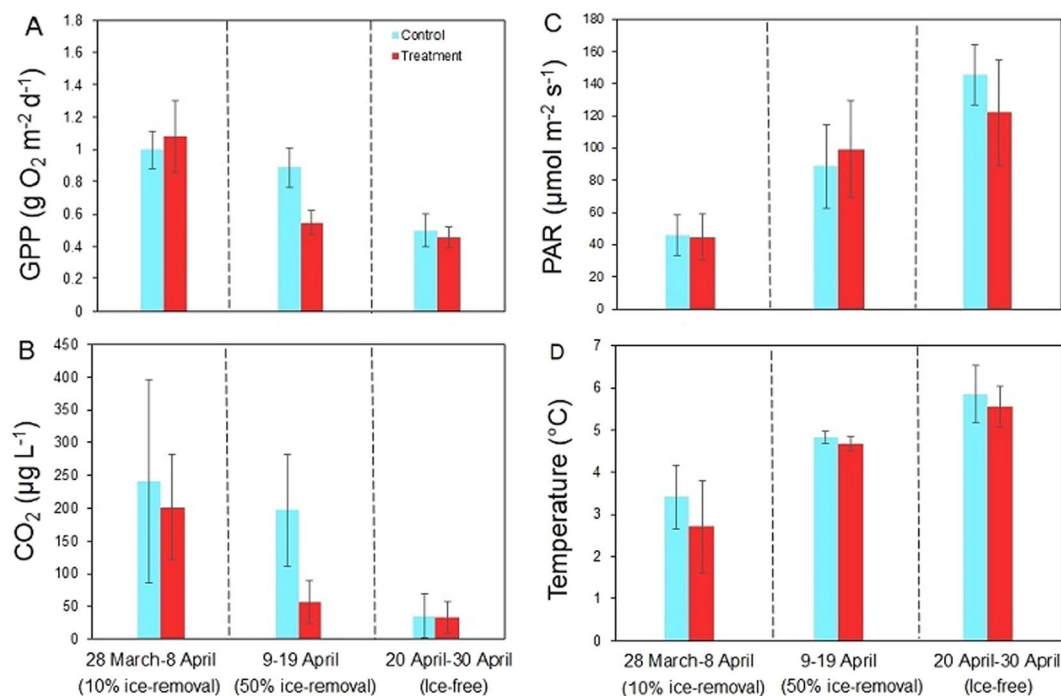 A
GPP (g O₂ m⁻² d⁻¹)
1.8
1.6
1.4
1.2
1
0.8
0.6
0.4
0.2
0
Control
Treatment
C
PAR (µmol m⁻² s⁻¹)
180
160
140
120
100
80
60
40
20
0
B
CO₂ (µg L⁻¹)
450
400
350
300
250
200
150
100
50
0
28 March-8 April
(10% ice-removal)
9-19 April
(50% ice-removal)
20 April-30 April
(Ice-free)
D
Temperature (°C)
7
6
5
4
3
2
1
0
28 March-8 April
(10% ice-removal)
9-19 April
(50% ice-removal)
20 April-30 April
(Ice-free)